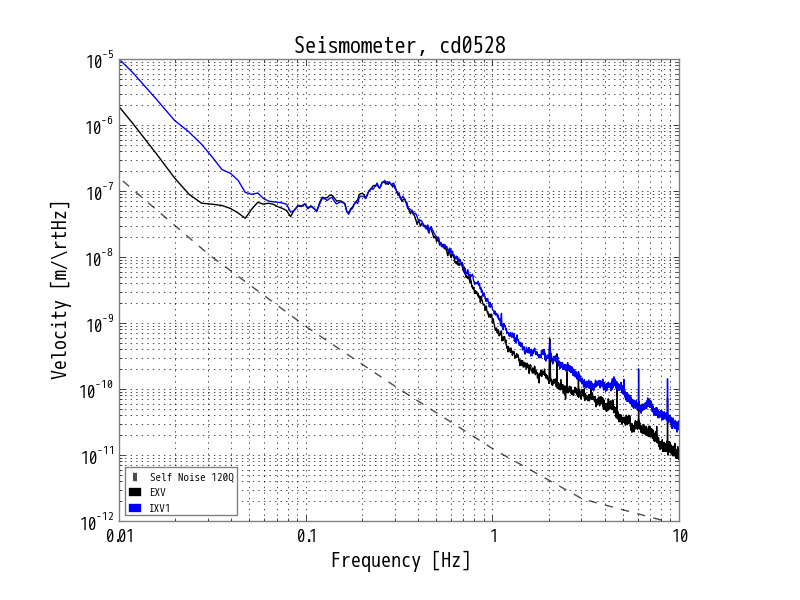 Seismometer, cd0528
10-5
10-6
10-7
10-8
10-9
10-10
10-11
10-12
Velocity [m/\rtHz]
Self Noise 120Q
EXV
IXV1
0.01 0.1 1 10
Frequency [Hz]